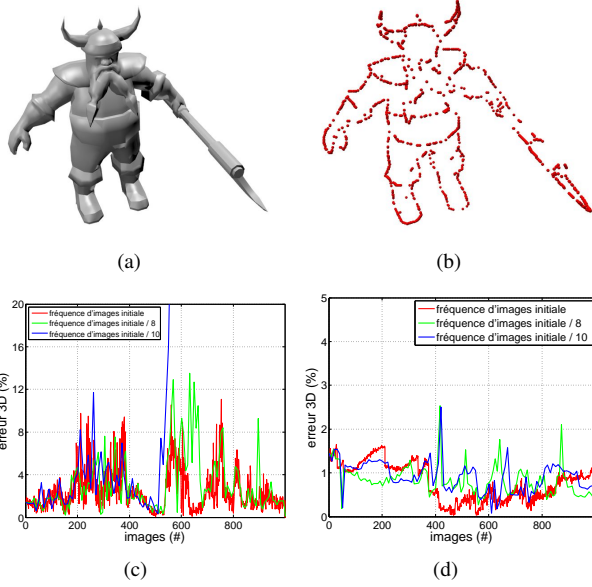 (a)
(b)
fréquence d'images initiale
fréquence d'images initiale / 8
fréquence d'images initiale / 10
erreur 3D (%)
20
16
12
8
4
0
0 200 400 600 800
images (#)
(c)
fréquence d'images initiale
fréquence d'images initiale / 8
fréquence d'images initiale / 10
erreur 3D (%)
5
4
3
2
1
0
0 200 400 600 800
images (#)
(d)